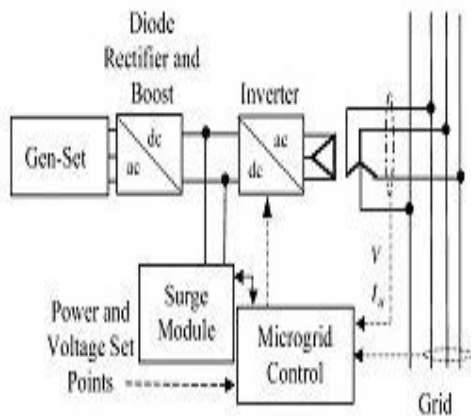 Diode
Rectifier and
Boost
Inverter
Gen-Set
dc
ac
ac
dc
V
Surge
Module
Power and
Voltage Set
Points
Microgrid
Control
Grid